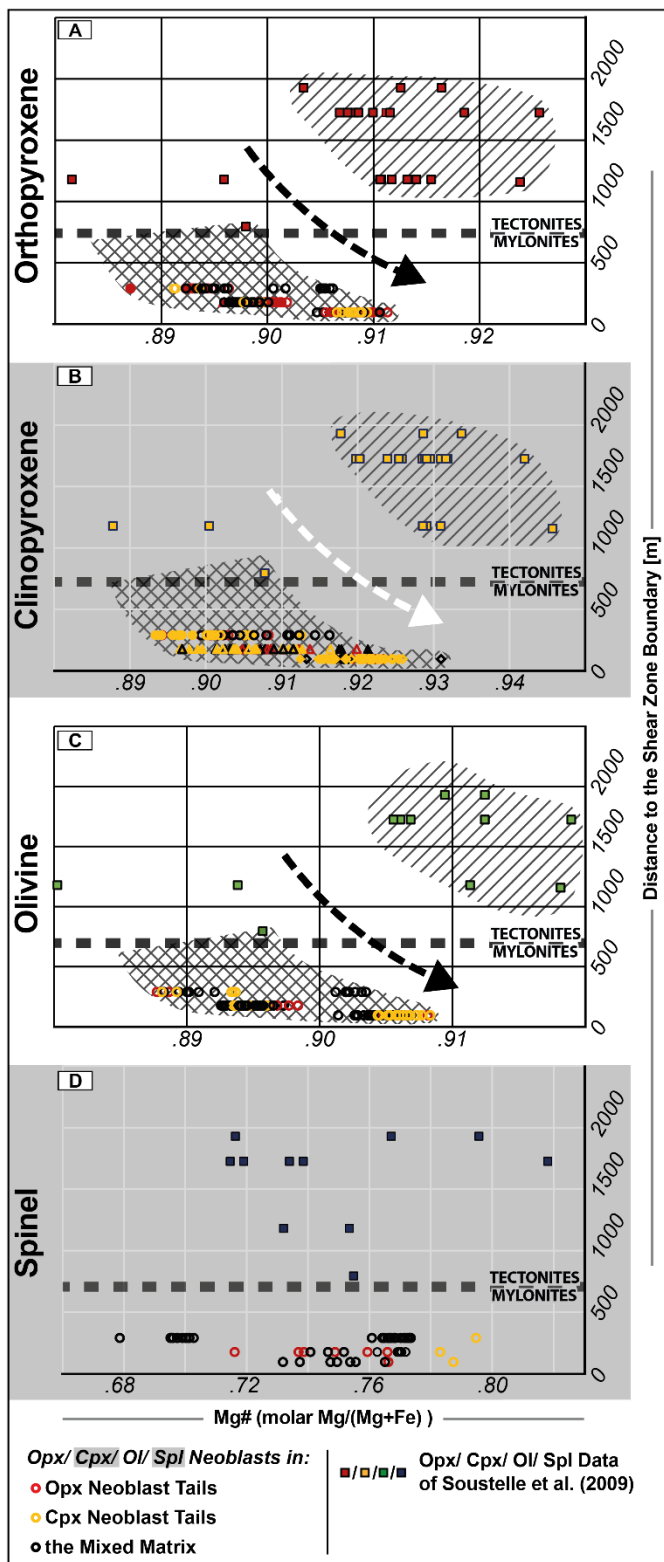 A
Orthopyroxene
2000
1500
1000
TECTONITES
MYLONITES
500
0
.89 .90 .91 .92
B
Clinopyroxene
2000
1500
1000
TECTONITES
MYLONITES
500
0
.89 .90 .91 .92 .93 .94
C
Olivine
2000
1500
1000
TECTONITES
MYLONITES
500
0
.89 .90 .91
D
Spinel
2000
1500
1000
TECTONITES
MYLONITES
500
0
.68 .72 .76 .80
Distance to the Shear Zone Boundary [m]
Mg# (molar Mg/(Mg+Fe) )
Opx/ Cpx/ Ol/ Spl Neoblasts in:
Opx Neoblast Tails
Cpx Neoblast Tails
the Mixed Matrix
/ / / Opx/ Cpx/ Ol/ Spl Data
of Soustelle et al. (2009)